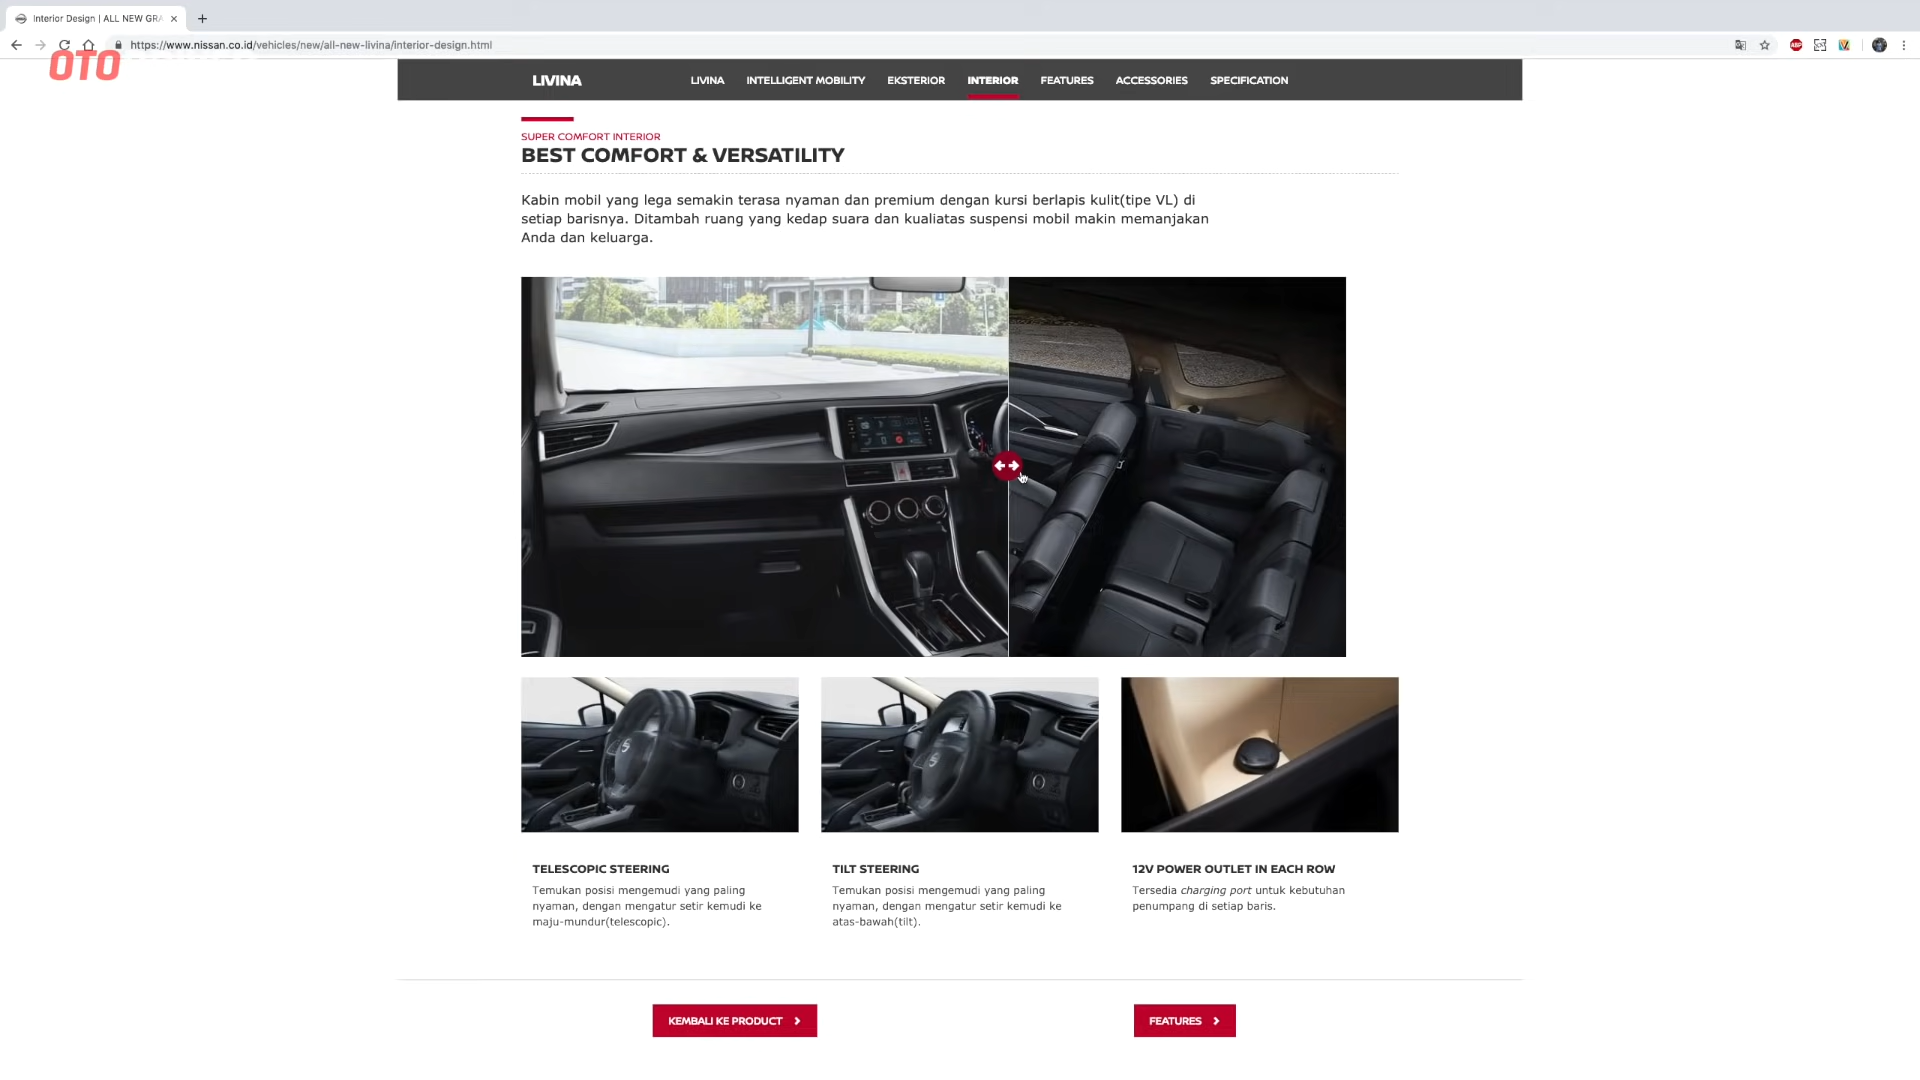 Interior Design | ALL NEW GRA
https://www.nissan.co.id/vehicles/new/all-new-livina/interior-design.html
ABP
OTO
LIVINA
LIVINA INTELLIGENT MOBILITY EKSTERIOR INTERIOR FEATURES ACCESSORIES SPECIFICATION
SUPER COMFORT INTERIOR
BEST COMFORT & VERSATILITY
Kabin mobil yang lega semakin terasa nyaman dan premium dengan kursi berlapis kulit(tipe VL) di
setiap barisnya. Ditambah ruang yang kedap suara dan kualiatas suspensi mobil makin memanjakan
Anda dan keluarga.
TELESCOPIC STEERING
Temukan posisi mengemudi yang paling
nyaman, dengan mengatur setir kemudi ke
maju-mundur(telescopic).
TILT STEERING
Temukan posisi mengemudi yang paling
nyaman, dengan mengatur setir kemudi ke
atas-bawah(tilt).
12V POWER OUTLET IN EACH ROW
Tersedia charging port untuk kebutuhan
penumpang di setiap baris.
KEMBALI KE PRODUCT
FEATURES